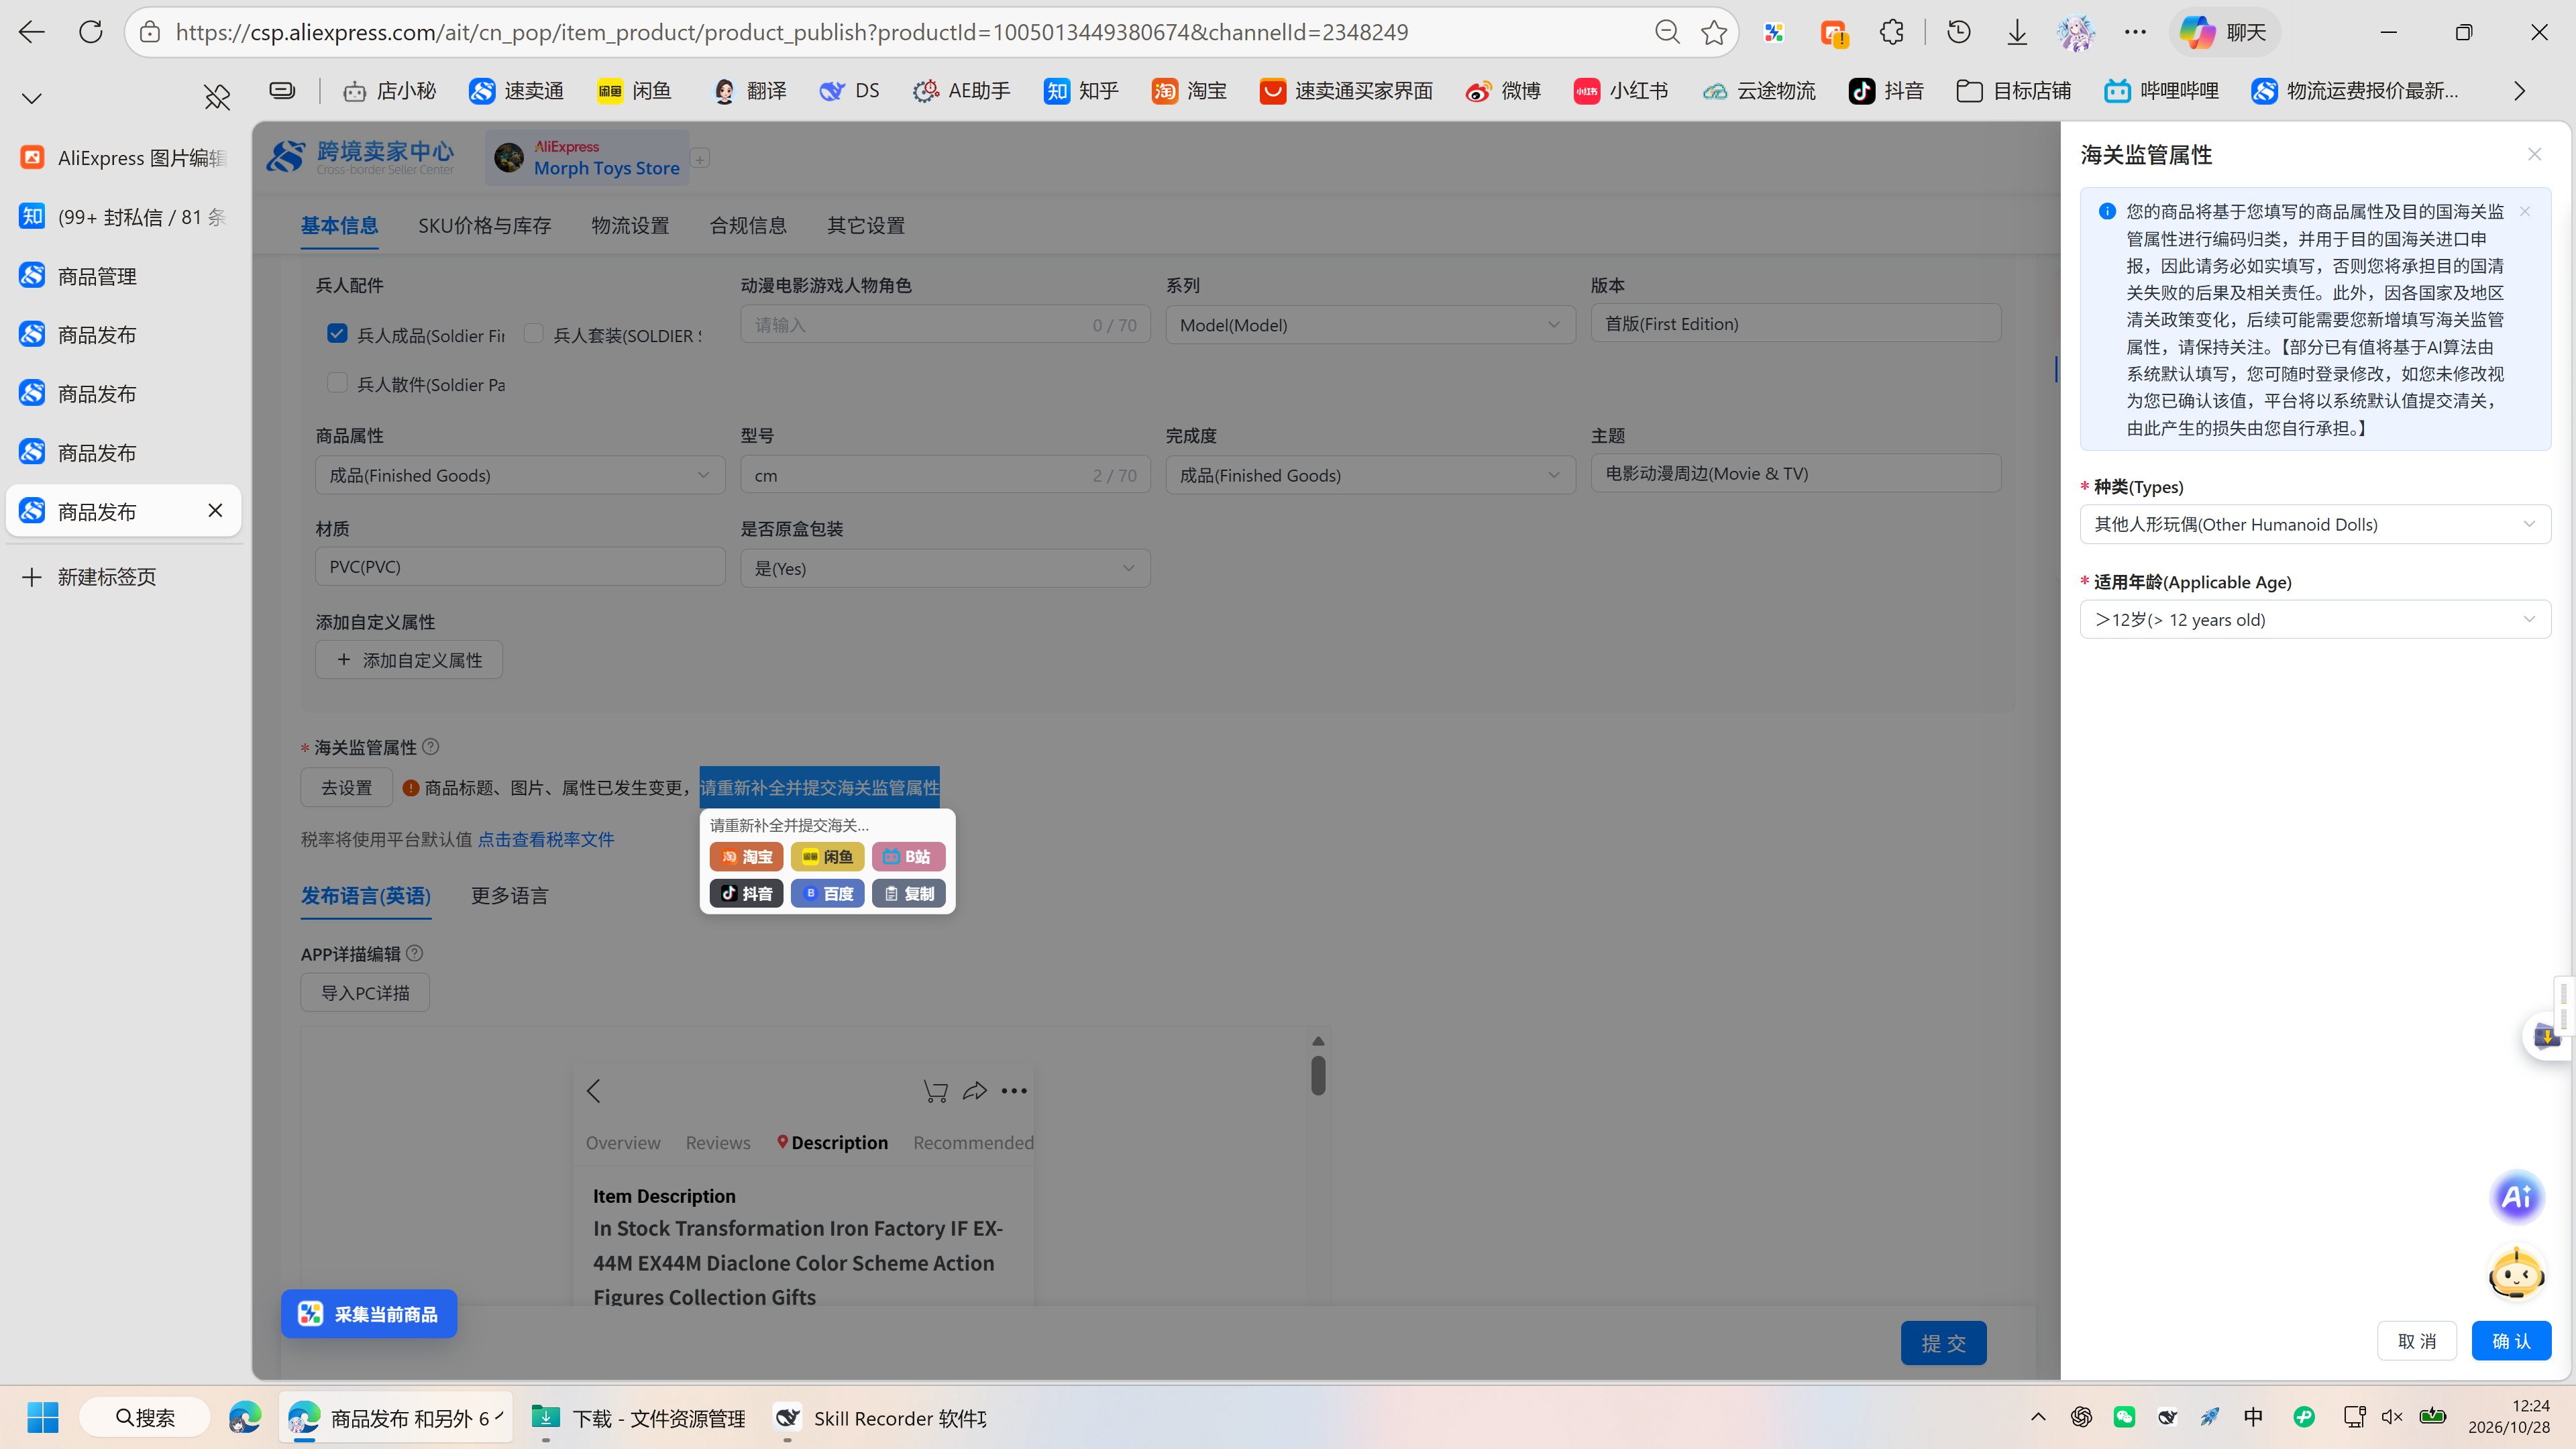 https://csp.aliexpress.com/ait/cn_pop/item_product/product_publish?productId=1005013449380674&channelId=2348249
聊天
店小秘
速卖通
闲鱼
翻译
DS
AE助手
知乎
淘宝
速卖通买家界面
微博
小红书
云途物流
抖音
目标店铺
哔哩哔哩
物流运费报价最新...
AliExpress 图片编辑
(99+ 封私信 / 81 条
商品管理
商品发布
商品发布
商品发布
商品发布
新建标签页
跨境卖家中心
Cross-border Seller Center
AliExpress
Morph Toys Store
基本信息
SKU价格与库存
物流设置
合规信息
其它设置
兵人配件
动漫电影游戏人物角色
系列
版本
兵人成品(Soldier Fir
兵人套装(SOLDIER S
请输入
0 / 70
Model(Model)
首版(First Edition)
兵人散件(Soldier Pa
商品属性
型号
完成度
主题
成品(Finished Goods)
cm
2 / 70
成品(Finished Goods)
电影动漫周边(Movie & TV)
材质
是否原盒包装
PVC(PVC)
是(Yes)
添加自定义属性
添加自定义属性
* 海关监管属性
去设置
商品标题、图片、属性已发生变更，请重新补全并提交海关监管属性
请重新补全并提交海关...
淘宝
闲鱼
B站
抖音
百度
复制
税率将使用平台默认值 点击查看税率文件
发布语言(英语)
更多语言
APP详描编辑
导入PC详描
Overview
Reviews
Description
Recommended
Item Description
In Stock Transformation Iron Factory IF EX-
44M EX44M Diaclone Color Scheme Action
Figures Collection Gifts
采集当前商品
提 交
海关监管属性
您的商品将基于您填写的商品属性及目的国海关监
管属性进行编码归类，并用于目的国海关进口申
报，因此请务必如实填写，否则您将承担目的国清
关失败的后果及相关责任。此外，因各国家及地区
清关政策变化，后续可能需要您新增填写海关监管
属性，请保持关注。【部分已有值将基于AI算法由
系统默认填写，您可随时登录修改，如您未修改视
为您已确认该值，平台将以系统默认值提交清关，
由此产生的损失由您自行承担。】
* 种类(Types)
其他人形玩偶(Other Humanoid Dolls)
* 适用年龄(Applicable Age)
＞12岁(> 12 years old)
Ai
取 消
确 认
搜索
商品发布 和另外 6 个
下载 - 文件资源管理
Skill Recorder 软件功
中
12:24
2026/10/28